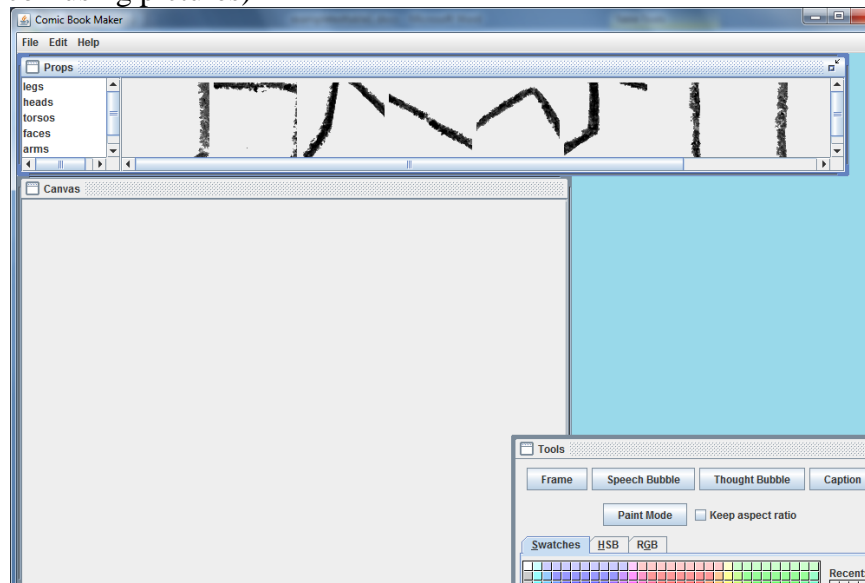 Comic Book Maker
File Edit Help
Props
legs
heads
torsos
faces
arms
Canvas
Tools
Frame Speech Bubble Thought Bubble Caption
Paint Mode Keep aspect ratio
Swatches HSB RGB
Recent